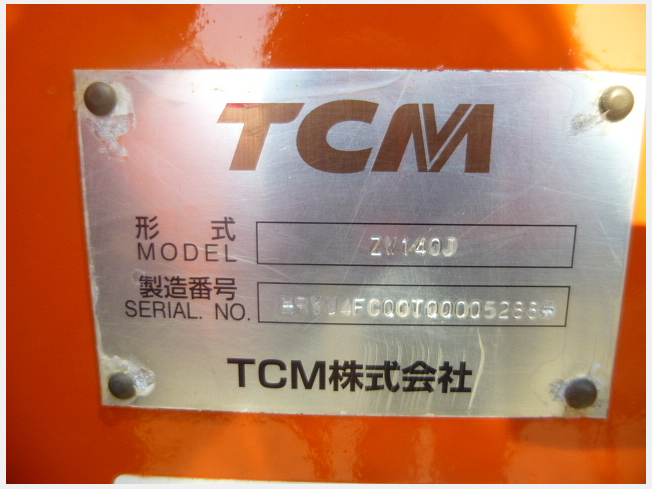 TCM
形 式
MODEL ZW140J
製造番号
SERIAL. NO.
TCM株式会社